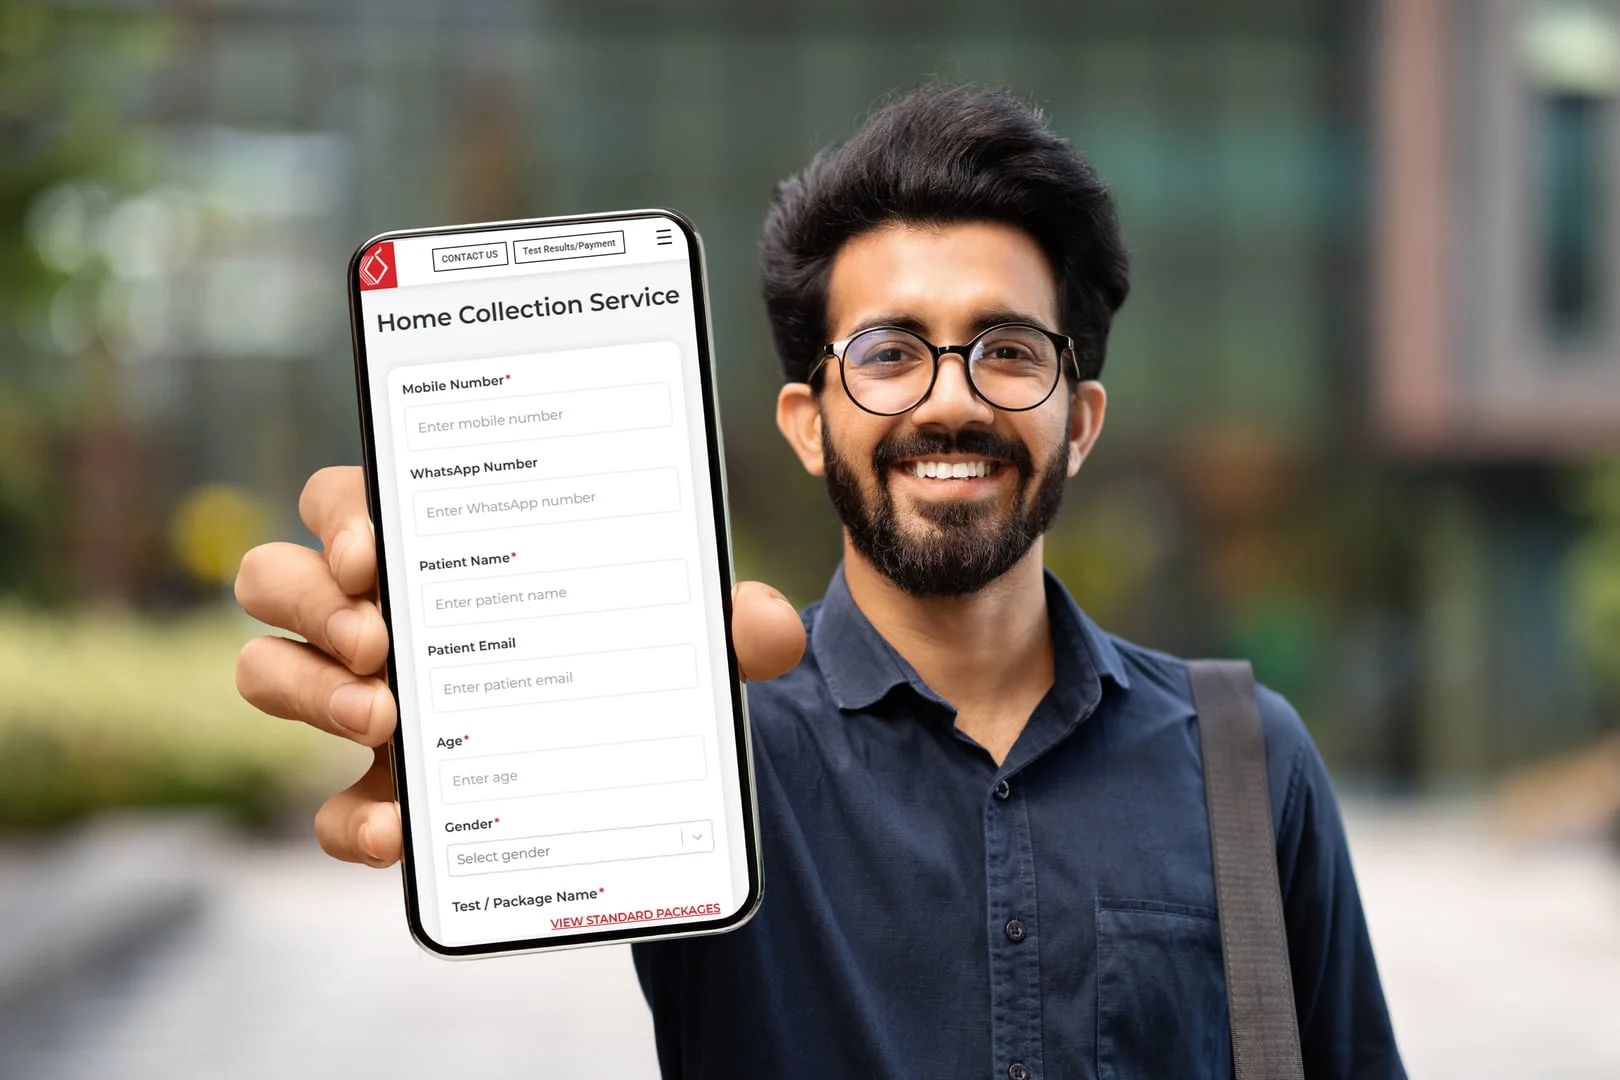 CONTACT US
Test Results/Payment
Home Collection Service
Mobile Number*
Enter mobile number
WhatsApp Number
Enter WhatsApp number
Patient Name*
Enter patient name
Patient Email
Enter patient email
Age*
Enter age
Gender*
Select gender
Test / Package Name*
VIEW STANDARD PACKAGES